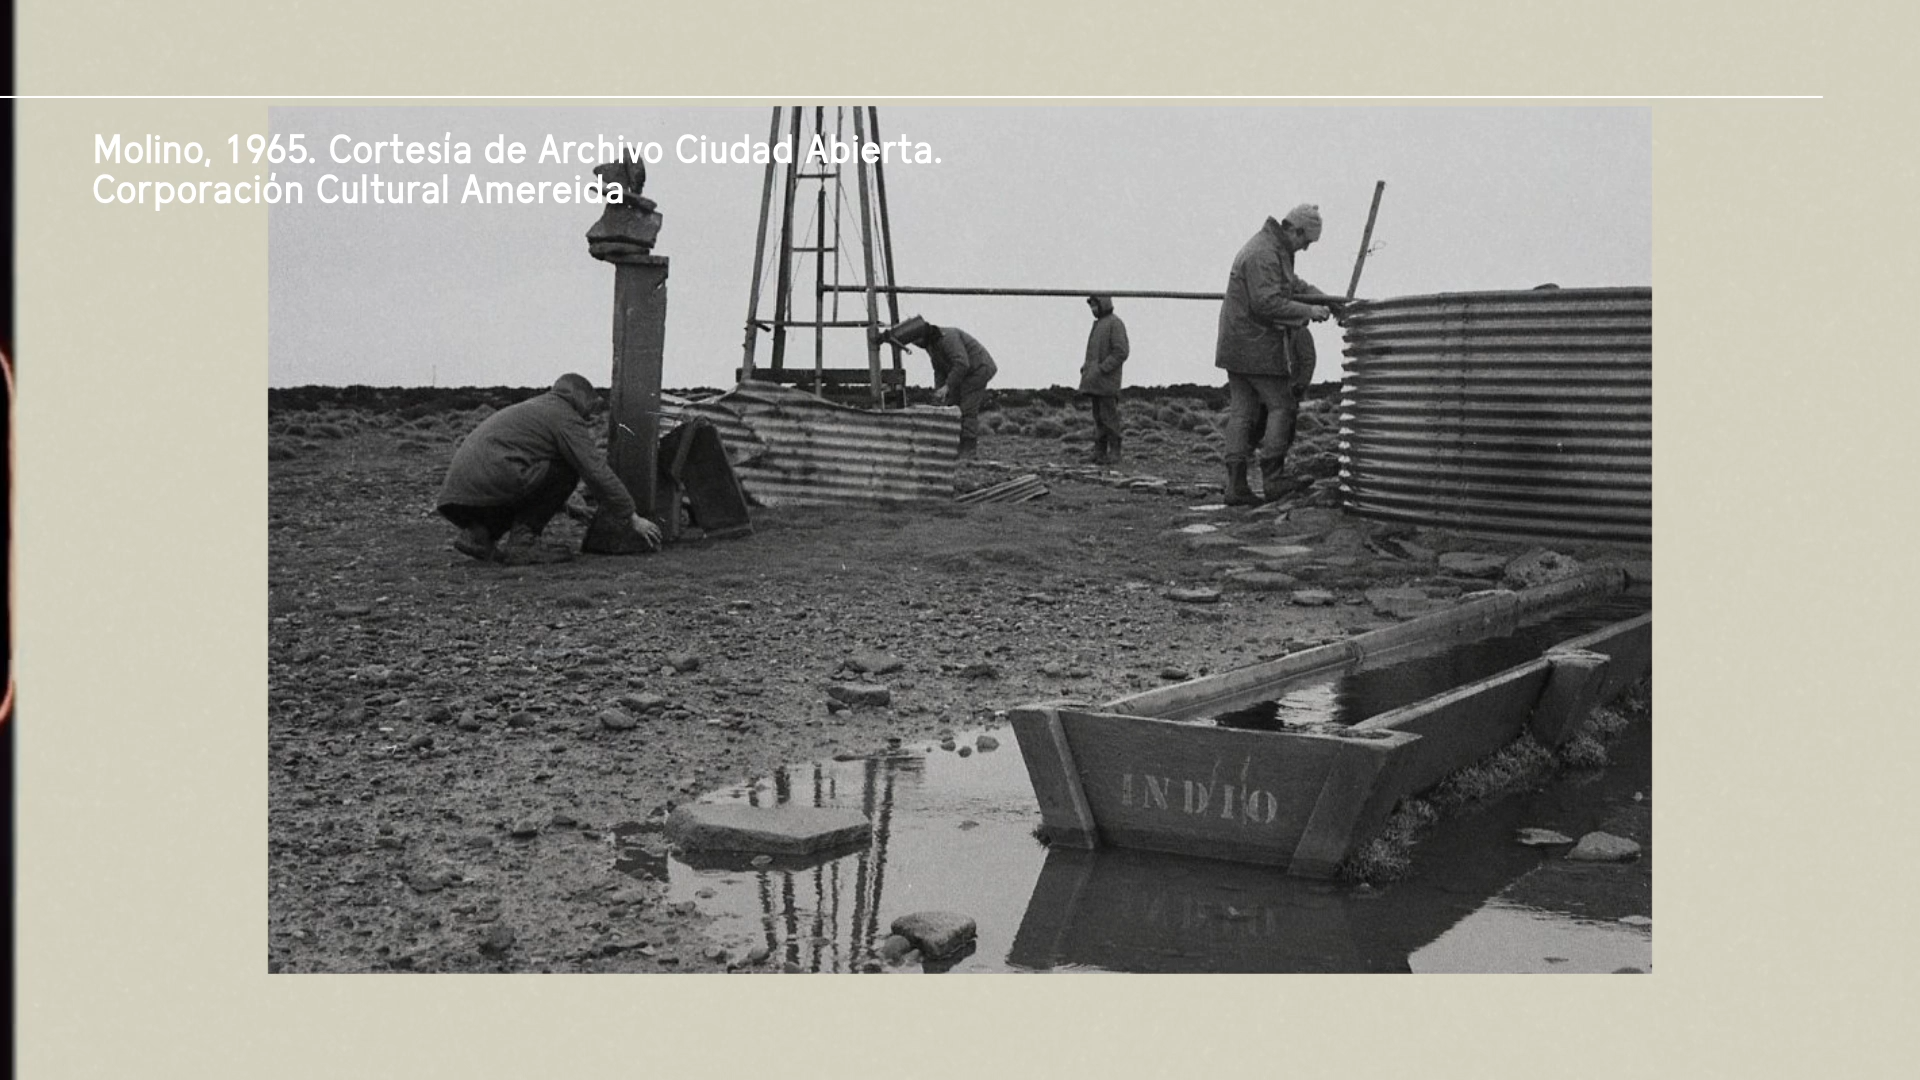 Molino, 1965. Cortesía de Archivo Ciudad Abierta.
Corporación Cultural Amereida
INDIO